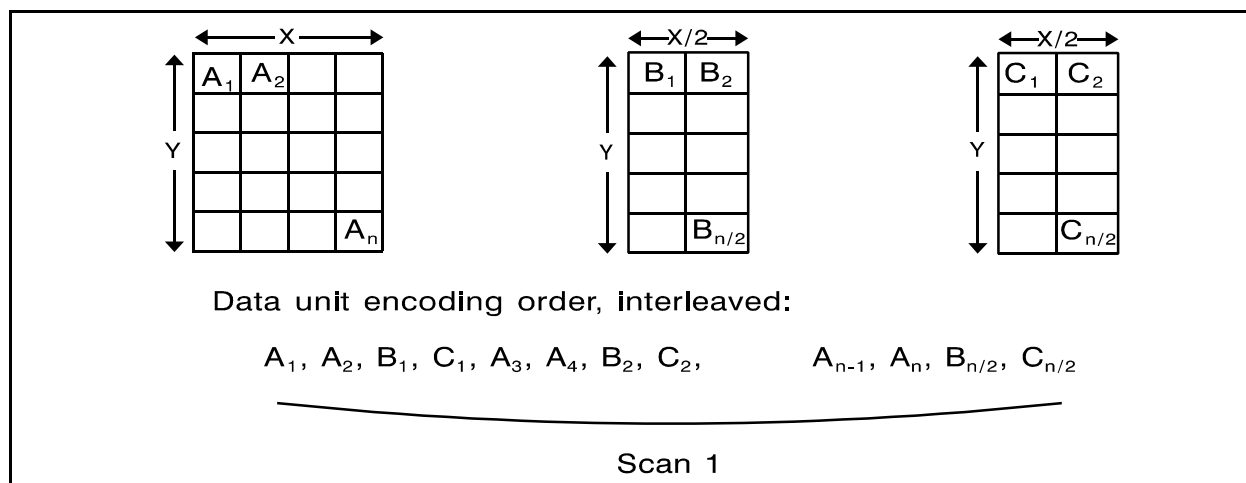 X X/2 X/2
A₁ A₂ B₁ B₂ C₁ C₂
Y Y Y
Aₙ Bₙ/₂ Cₙ/₂
Data unit encoding order, interleaved:
A₁, A₂, B₁, C₁, A₃, A₄, B₂, C₂, Aₙ₋₁, Aₙ, Bₙ/₂, Cₙ/₂
Scan 1